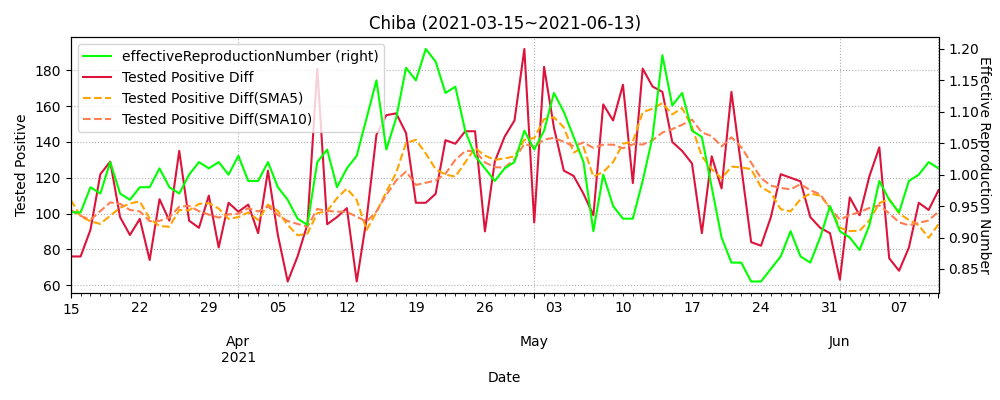 Chiba (2021-03-15~2021-06-13)
effectiveReproductionNumber (right)
Tested Positive Diff
Tested Positive Diff(SMA5)
Tested Positive Diff(SMA10)
Tested Positive
180
160
140
120
100
80
60
1.20
1.15
1.10
1.05
1.00
0.95
0.90
0.85
Effective Reproduction Number
15 22 29 05 12 19 26 03 10 17 24 31 07
Apr May Jun
2021
Date